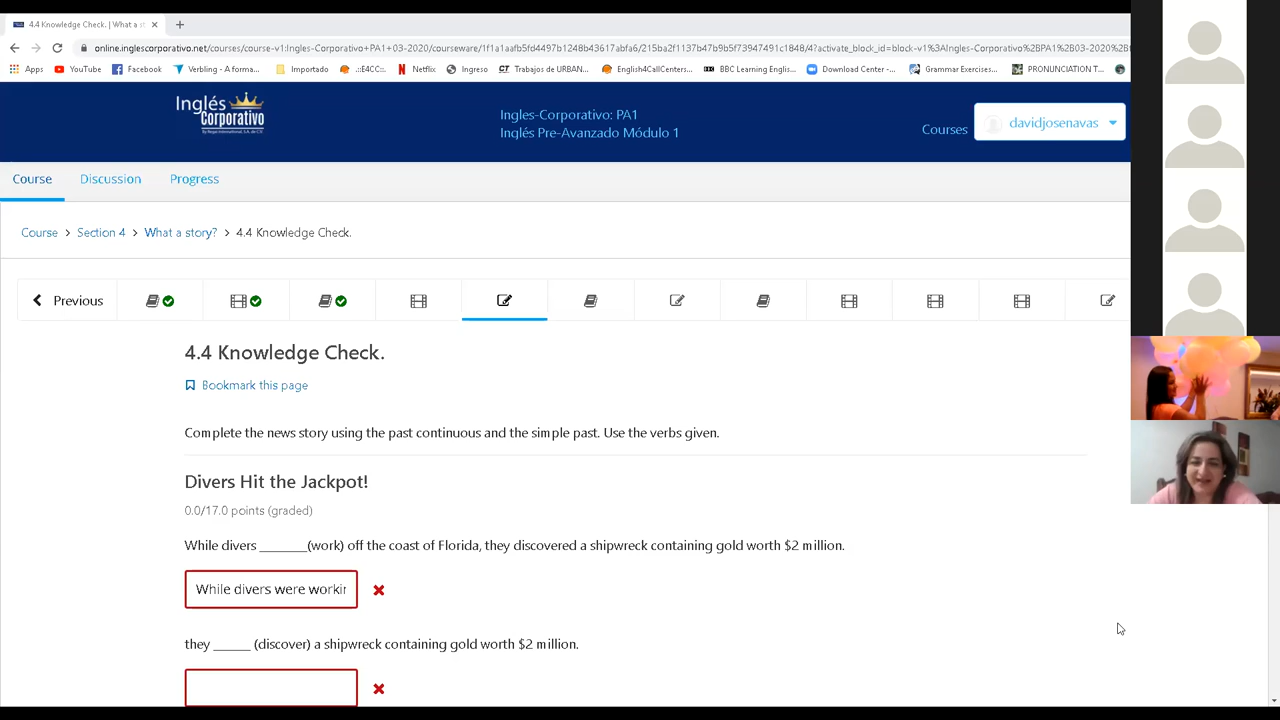 4.4 Knowledge Check. | What a st
online.inglescorporativo.net/courses/course-v1:Ingles-Corporativo+PA1+03-2020/courseware/1f1a1aafb5fd4497b1248b43617abfa6/215ba2f1137b47b9b5f73947491c1848/4?activate_block_id=block-v1%3AIngles-Corporativo%2BPA1%2B03-2020%2Bt
Apps YouTube Facebook Verbling - A forma... Importado .::E4CC::. Netflix Ingreso Trabajos de URBAN... English4CallCenters... BBC Learning Englis... Download Center -... Grammar Exercises... PRONUNCIATION T...
Inglés
Corporativo
Ingles-Corporativo: PA1
Inglés Pre-Avanzado Módulo 1
Courses
davidjosenavas
Course Discussion Progress
Course > Section 4 > What a story? > 4.4 Knowledge Check.
Previous
4.4 Knowledge Check.
Bookmark this page
Complete the news story using the past continuous and the simple past. Use the verbs given.
Divers Hit the Jackpot!
0.0/17.0 points (graded)
While divers ________(work) off the coast of Florida, they discovered a shipwreck containing gold worth $2 million.
While divers were workin
they ______ (discover) a shipwreck containing gold worth $2 million.